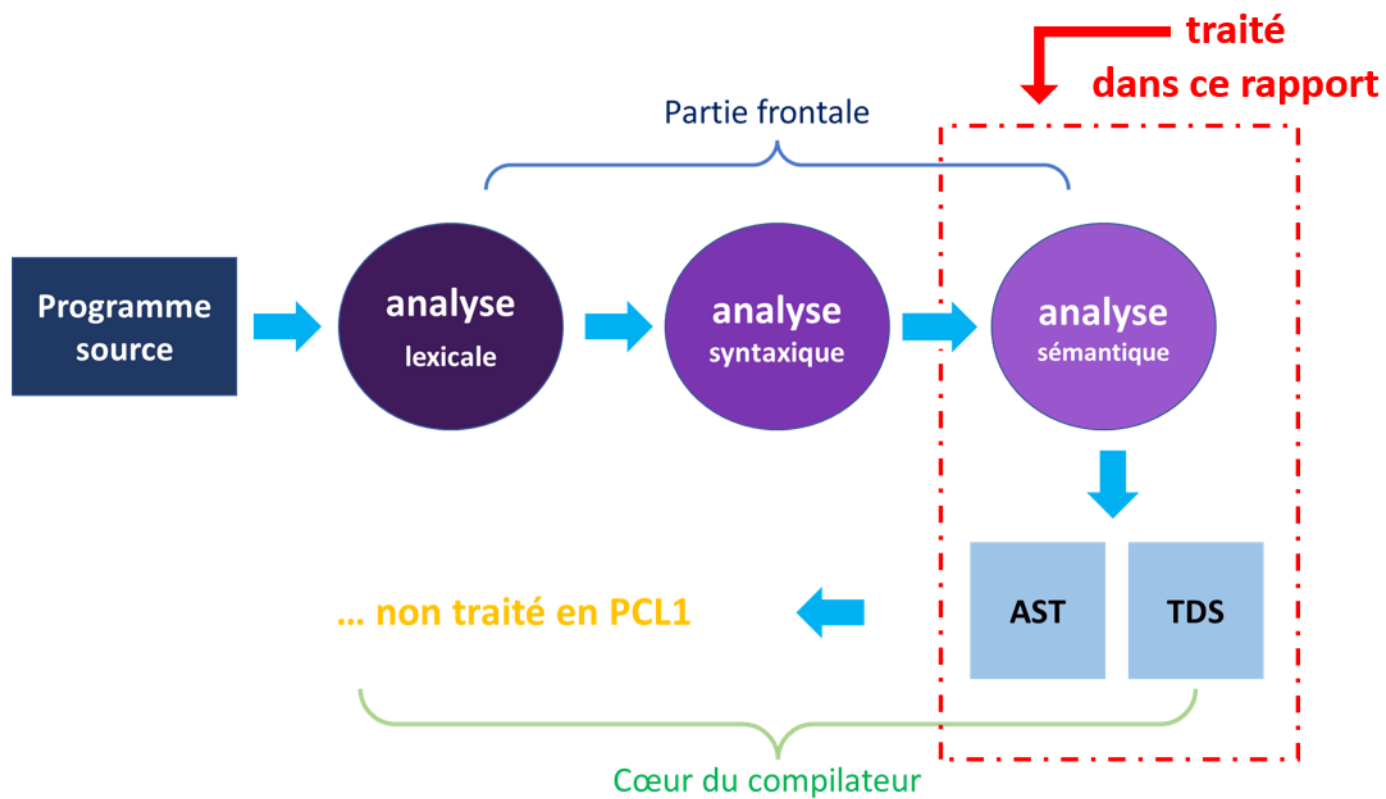 traité
dans ce rapport
Partie frontale
Programme
source
analyse
lexicale
analyse
syntaxique
analyse
sémantique
... non traité en PCL1
AST
TDS
Cœur du compilateur